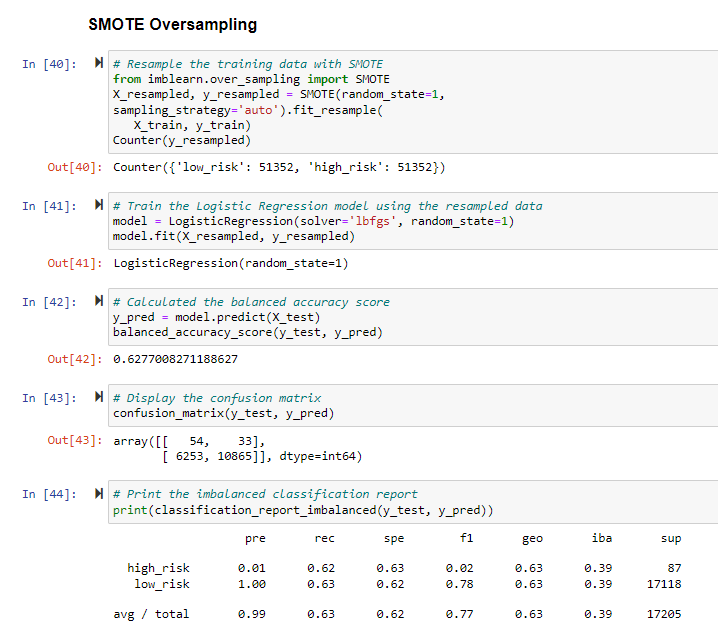 SMOTE Oversampling
In [40]:
# Resample the training data with SMOTE
from imblearn.over_sampling import SMOTE
X_resampled, y_resampled = SMOTE(random_state=1,
sampling_strategy='auto').fit_resample(
   X_train, y_train)
Counter(y_resampled)
Out[40]: Counter({'low_risk': 51352, 'high_risk': 51352})
In [41]:
# Train the Logistic Regression model using the resampled data
model = LogisticRegression(solver='lbfgs', random_state=1)
model.fit(X_resampled, y_resampled)
Out[41]: LogisticRegression(random_state=1)
In [42]:
# Calculated the balanced accuracy score
y_pred = model.predict(X_test)
balanced_accuracy_score(y_test, y_pred)
Out[42]: 0.6277008271188627
In [43]:
# Display the confusion matrix
confusion_matrix(y_test, y_pred)
Out[43]: array([[   54,    33],
       [ 6253, 10865]], dtype=int64)
In [44]:
# Print the imbalanced classification report
print(classification_report_imbalanced(y_test, y_pred))
pre rec spe f1 geo iba sup
high_risk 0.01 0.62 0.63 0.02 0.63 0.39 87
low_risk 1.00 0.63 0.62 0.78 0.63 0.39 17118
avg / total 0.99 0.63 0.62 0.77 0.63 0.39 17205